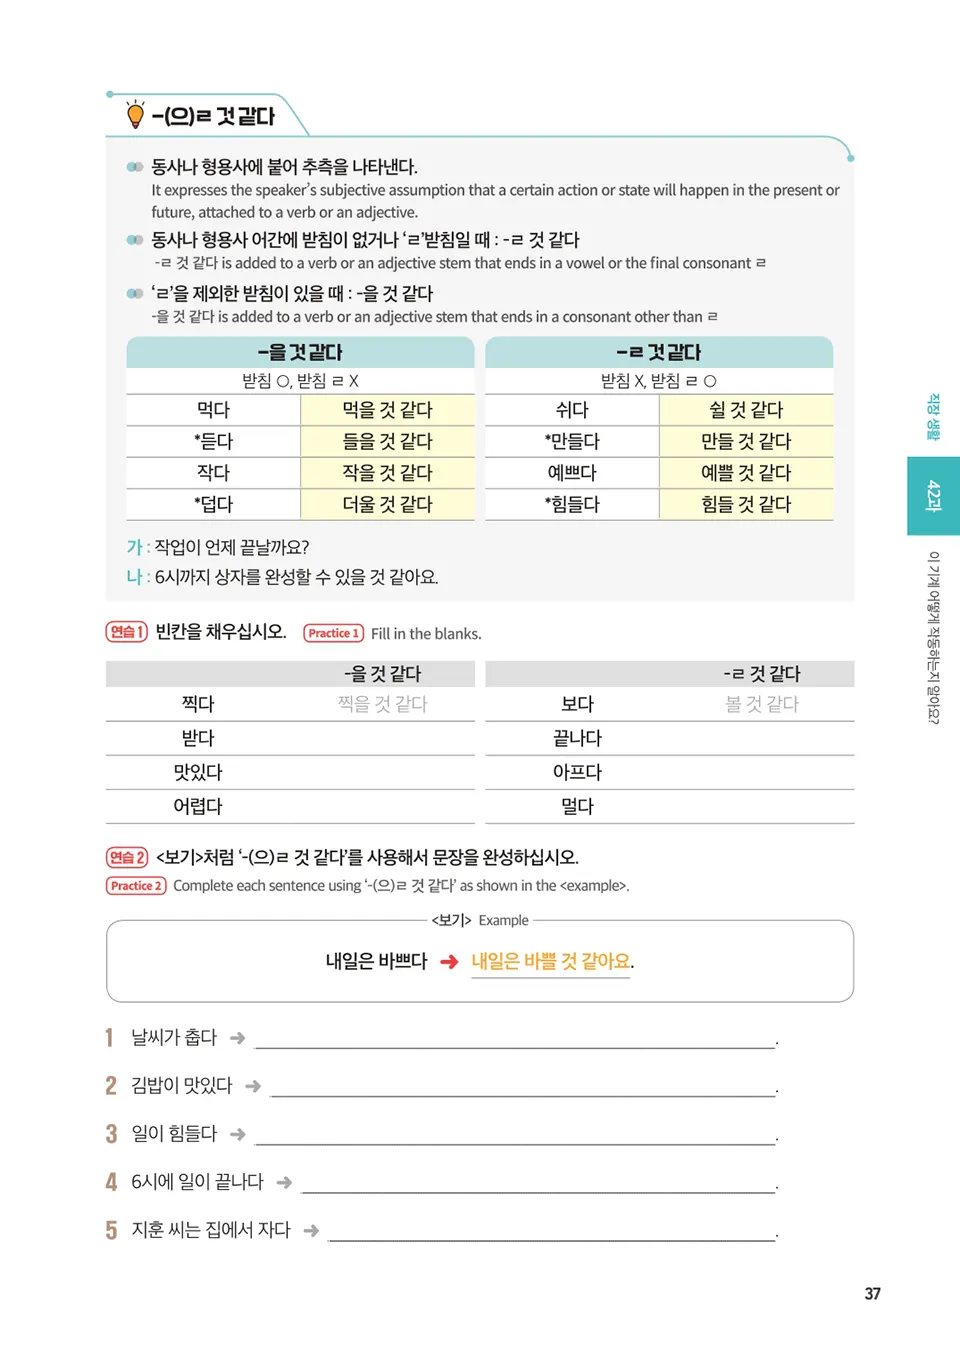 -(으)ㄹ 것 같다
동사나 형용사에 붙어 추측을 나타낸다.
It expresses the speaker's subjective assumption that a certain action or state will happen in the present or
future, attached to a verb or an adjective.
동사나 형용사 어간에 받침이 없거나 ‘ㄹ’받침일 때 : -ㄹ 것 같다
-ㄹ 것 같다 is added to a verb or an adjective stem that ends in a vowel or the final consonant ㄹ
‘ㄹ’을 제외한 받침이 있을 때 : -을 것 같다
-을 것 같다 is added to a verb or an adjective stem that ends in a consonant other than ㄹ
-을 것 같다 -ㄹ 것 같다
받침 O, 받침 ㄹ X 받침 X, 받침 ㄹ O
먹다 먹을 것 같다 쉬다 쉴 것 같다
*듣다 들을 것 같다 *만들다 만들 것 같다
작다 작을 것 같다 예쁘다 예쁠 것 같다
*덥다 더울 것 같다 *힘들다 힘들 것 같다
가 : 작업이 언제 끝날까요?
나 : 6시까지 상자를 완성할 수 있을 것 같아요.
연습 1 빈칸을 채우십시오. Practice 1 Fill in the blanks.
-을 것 같다 -ㄹ 것 같다
찍다 찍을 것 같다 보다 볼 것 같다
받다 끝나다
맛있다 아프다
어렵다 멀다
연습 2 <보기>처럼 ‘-(으)ㄹ 것 같다’를 사용해서 문장을 완성하십시오.
Practice 2 Complete each sentence using ‘-(으)ㄹ 것 같다’ as shown in the <example>.
<보기> Example
내일은 바쁘다 ➜ 내일은 바쁠 것 같아요.
1 날씨가 춥다 ➜ .
2 김밥이 맛있다 ➜ .
3 일이 힘들다 ➜ .
4 6시에 일이 끝나다 ➜ .
5 지훈 씨는 집에서 자다 ➜ .
직장 생활
42과
이 기계 어떻게 작동하는지 알아요?
37